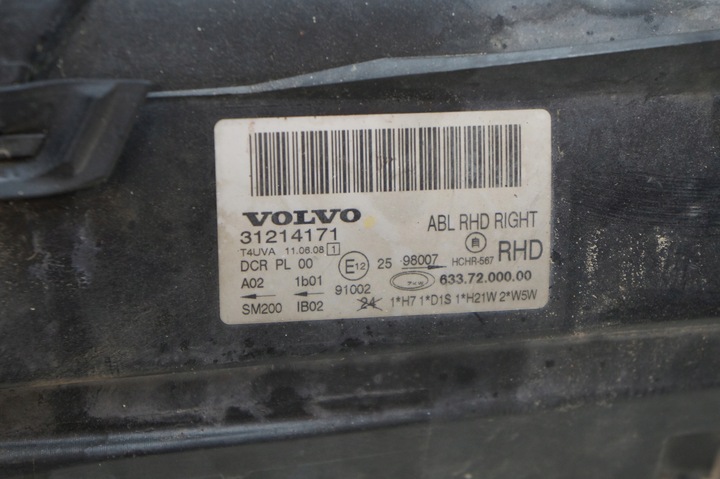 VOLVO
31214171 ABL RHD RIGHT
T4UVA 11.06.08 1
DCR PL 00 E12 25 98007 HCHR-567 RHD
A02 1b01 91002 633.72.000.00
SM200 IB02 24 1*H7 1*D1S 1*H21W 2*W5W